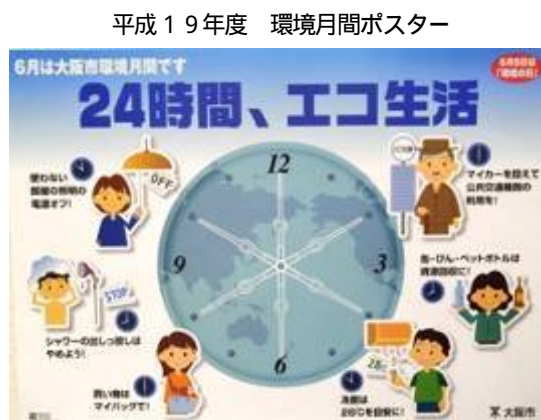 平成１９年度　環境月間ポスター
6月は大阪市環境月間です
6月5日は
「環境の日」
24時間、エコ生活
使わない
部屋の照明の
電源オフ！
OFF
マイカーを控えて
公共交通機関の
利用を！
12
3
6
9
缶・びん・ペットボトルは
資源回収に！
STOP
シャワーの出しっ放しは
やめよう！
買い物は
マイバッグで！
28
冷房は
28℃を目安に！
大阪市